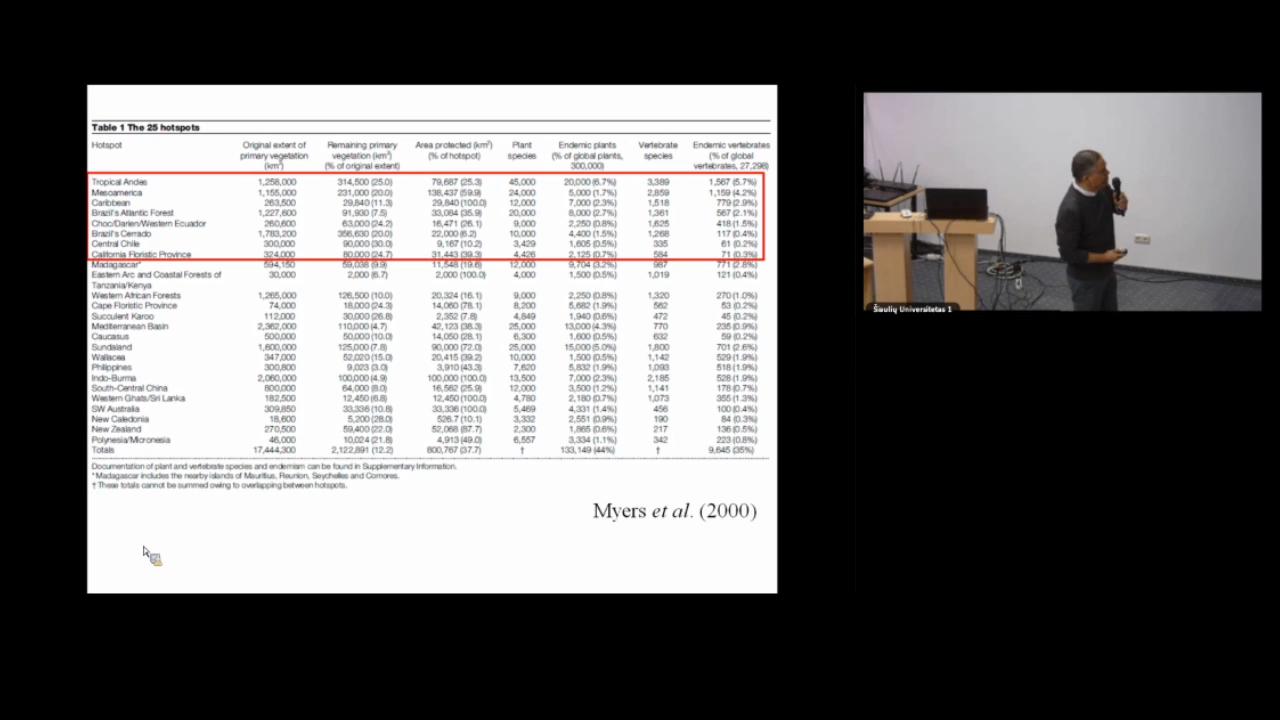 Table 1 The 25 hotspots
Hotspot Original extent of primary vegetation (km²) Remaining primary vegetation (km²) (% of original extent) Area protected (km²) (% of hotspot) Plant species Endemic plants (% of global plants, 300,000) Vertebrate species Endemic vertebrates (% of global vertebrates, 27,298)
Tropical Andes 1,258,000 314,500 (25.0) 79,687 (25.3) 45,000 20,000 (6.7%) 3,389 1,567 (5.7%)
Mesoamerica 1,155,000 231,000 (20.0) 138,437 (59.9) 24,000 5,000 (1.7%) 2,859 1,159 (4.2%)
Caribbean 263,500 29,840 (11.3) 29,840 (100.0) 12,000 7,000 (2.3%) 1,518 779 (2.9%)
Brazil's Atlantic Forest 1,227,600 91,930 (7.5) 33,084 (35.9) 20,000 8,000 (2.7%) 1,361 567 (2.1%)
Choc/Darien/Western Ecuador 260,600 63,000 (24.2) 16,471 (26.1) 9,000 2,250 (0.8%) 1,625 418 (1.5%)
Brazil's Cerrado 1,783,200 356,630 (20.0) 22,000 (6.2) 10,000 4,400 (1.5%) 1,268 117 (0.4%)
Central Chile 300,000 90,000 (30.0) 9,167 (10.2) 3,429 1,605 (0.5%) 335 61 (0.2%)
California Floristic Province 324,000 80,000 (24.7) 31,443 (39.3) 4,426 2,125 (0.7%) 584 71 (0.3%)
Madagascar* 594,150 59,038 (9.9) 11,548 (19.6) 12,000 9,704 (3.2%) 987 771 (2.8%)
Eastern Arc and Coastal Forests of 30,000 2,000 (6.7) 2,000 (100.0) 4,000 1,500 (0.5%) 1,019 121 (0.4%)
Tanzania/Kenya
Western African Forests 1,265,000 126,500 (10.0) 20,324 (16.1) 9,000 2,250 (0.8%) 1,320 270 (1.0%)
Cape Floristic Province 74,000 18,000 (24.3) 14,060 (78.1) 8,200 5,682 (1.9%) 562 53 (0.2%)
Succulent Karoo 112,000 30,000 (26.8) 2,352 (7.8) 4,849 1,940 (0.6%) 472 45 (0.2%)
Mediterranean Basin 2,362,000 110,000 (4.7) 42,123 (38.3) 25,000 13,000 (4.3%) 770 235 (0.9%)
Caucasus 500,000 50,000 (10.0) 14,050 (28.1) 6,300 1,600 (0.5%) 632 59 (0.2%)
Sundaland 1,600,000 125,000 (7.8) 90,000 (72.0) 25,000 15,000 (5.0%) 1,800 701 (2.6%)
Wallacea 347,000 52,020 (15.0) 20,415 (39.2) 10,000 1,500 (0.5%) 1,142 529 (1.9%)
Philippines 300,800 9,023 (3.0) 3,910 (43.3) 7,620 5,832 (1.9%) 1,093 518 (1.9%)
Indo-Burma 2,060,000 100,000 (4.9) 100,000 (100.0) 13,500 7,000 (2.3%) 2,185 528 (1.9%)
South-Central China 800,000 64,000 (8.0) 16,562 (25.9) 12,000 3,500 (1.2%) 1,141 178 (0.7%)
Western Ghats/Sri Lanka 182,500 12,450 (6.8) 12,450 (100.0) 4,780 2,180 (0.7%) 1,073 355 (1.3%)
SW Australia 309,850 33,336 (10.8) 33,336 (100.0) 5,469 4,331 (1.4%) 456 100 (0.4%)
New Caledonia 18,600 5,200 (28.0) 526.7 (10.1) 3,332 2,551 (0.9%) 190 84 (0.3%)
New Zealand 270,500 59,400 (22.0) 52,068 (87.7) 2,300 1,865 (0.6%) 217 136 (0.5%)
Polynesia/Micronesia 46,000 10,024 (21.8) 4,913 (49.0) 6,557 3,334 (1.1%) 342 223 (0.8%)
Totals 17,444,300 2,122,891 (12.2) 800,767 (37.7) † 133,149 (44%) † 9,645 (35%)
Documentation of plant and vertebrate species and endemism can be found in Supplementary Information.
* Madagascar includes the nearby islands of Mauritius, Reunion, Seychelles and Comores.
† These totals cannot be summed owing to overlapping between hotspots.
Myers et al. (2000)
Šiaulių Universitetas 1